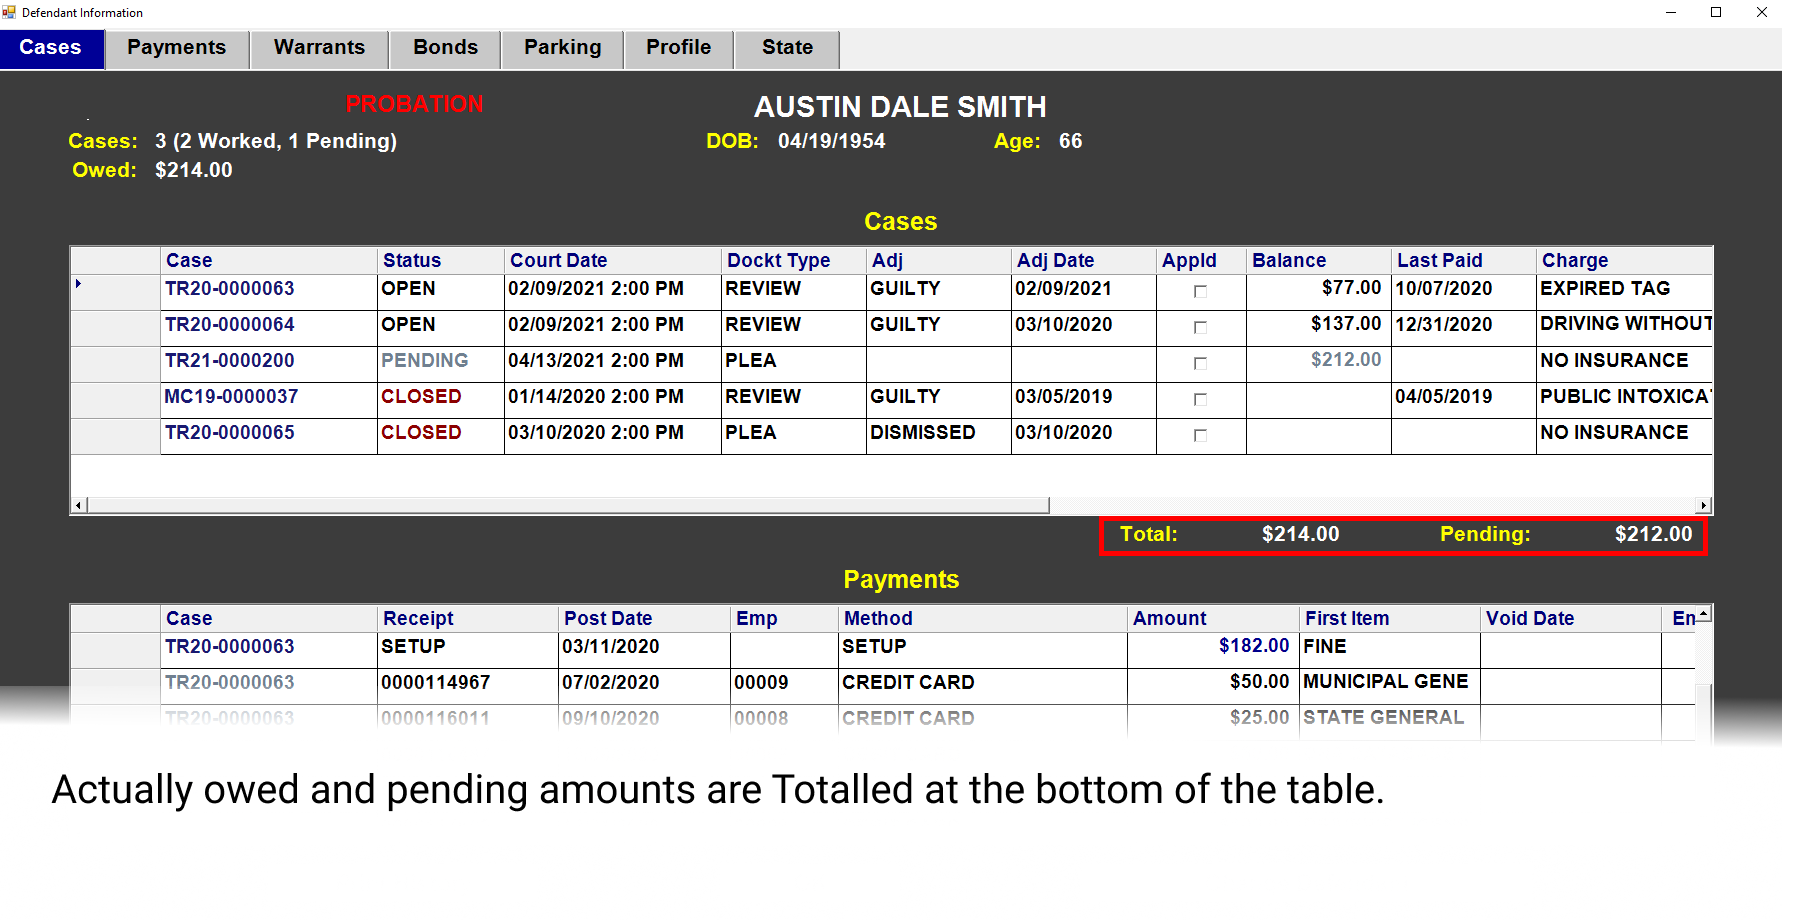 Defendant Information
Cases Payments Warrants Bonds Parking Profile State
PROBATION AUSTIN DALE SMITH
Cases: 3 (2 Worked, 1 Pending) DOB: 04/19/1954 Age: 66
Owed: $214.00
Cases
Case Status Court Date Dockt Type Adj Adj Date Appld Balance Last Paid Charge
TR20-0000063 OPEN 02/09/2021 2:00 PM REVIEW GUILTY 02/09/2021 $77.00 10/07/2020 EXPIRED TAG
TR20-0000064 OPEN 02/09/2021 2:00 PM REVIEW GUILTY 03/10/2020 $137.00 12/31/2020 DRIVING WITHOUT
TR21-0000200 PENDING 04/13/2021 2:00 PM PLEA $212.00 NO INSURANCE
MC19-0000037 CLOSED 01/14/2020 2:00 PM REVIEW GUILTY 03/05/2019 04/05/2019 PUBLIC INTOXICA
TR20-0000065 CLOSED 03/10/2020 2:00 PM PLEA DISMISSED 03/10/2020 NO INSURANCE
Total: $214.00 Pending: $212.00
Payments
Case Receipt Post Date Emp Method Amount First Item Void Date En
TR20-0000063 SETUP 03/11/2020 SETUP $182.00 FINE
TR20-0000063 0000114967 07/02/2020 00009 CREDIT CARD $50.00 MUNICIPAL GENE
TR20-0000063 0000116011 09/10/2020 00008 CREDIT CARD $25.00 STATE GENERAL
Actually owed and pending amounts are Totalled at the bottom of the table.